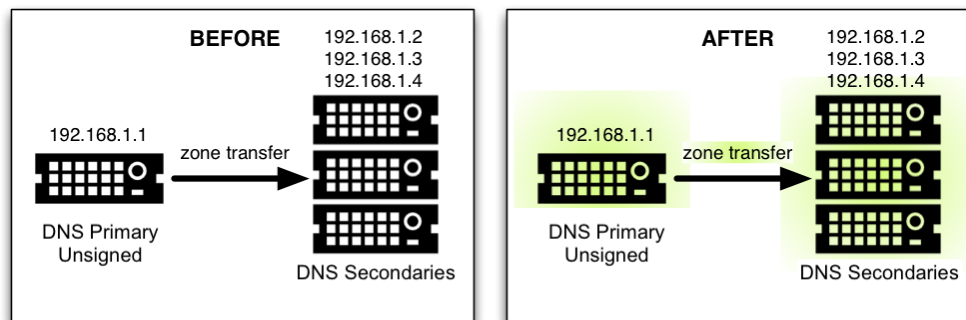 BEFORE
192.168.1.2
192.168.1.3
192.168.1.4
192.168.1.1
zone transfer
DNS Primary
Unsigned
DNS Secondaries
AFTER
192.168.1.2
192.168.1.3
192.168.1.4
192.168.1.1
zone transfer
DNS Primary
Unsigned
DNS Secondaries